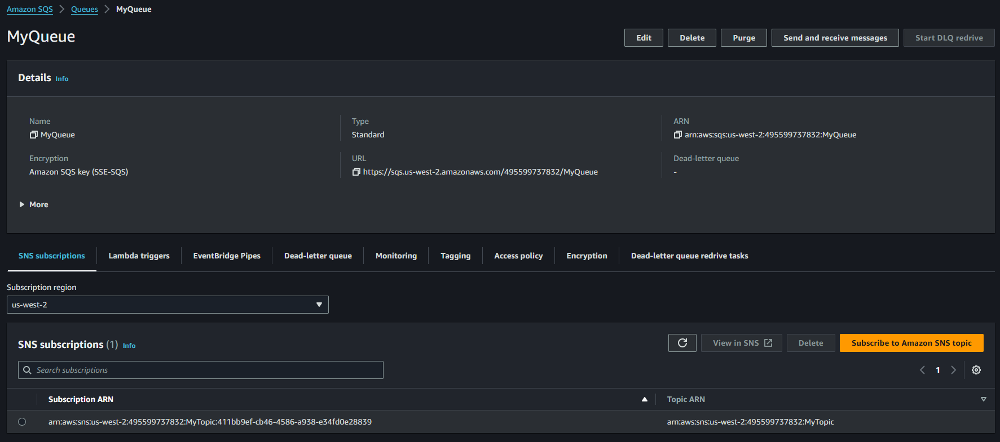 Amazon SQS > Queues > MyQueue
MyQueue
Edit Delete Purge Send and receive messages Start DLQ redrive
Details Info
Name Type ARN
MyQueue Standard arn:aws:sqs:us-west-2:495599737832:MyQueue
Encryption URL Dead-letter queue
Amazon SQS key (SSE-SQS) https://sqs.us-west-2.amazonaws.com/495599737832/MyQueue -
More
SNS subscriptions Lambda triggers EventBridge Pipes Dead-letter queue Monitoring Tagging Access policy Encryption Dead-letter queue redrive tasks
Subscription region
us-west-2
SNS subscriptions (1) Info View in SNS Delete Subscribe to Amazon SNS topic
Search subscriptions 1
Subscription ARN Topic ARN
arn:aws:sns:us-west-2:495599737832:MyTopic:411bb9ef-cb46-4586-a938-e34fd0e28839 arn:aws:sns:us-west-2:495599737832:MyTopic